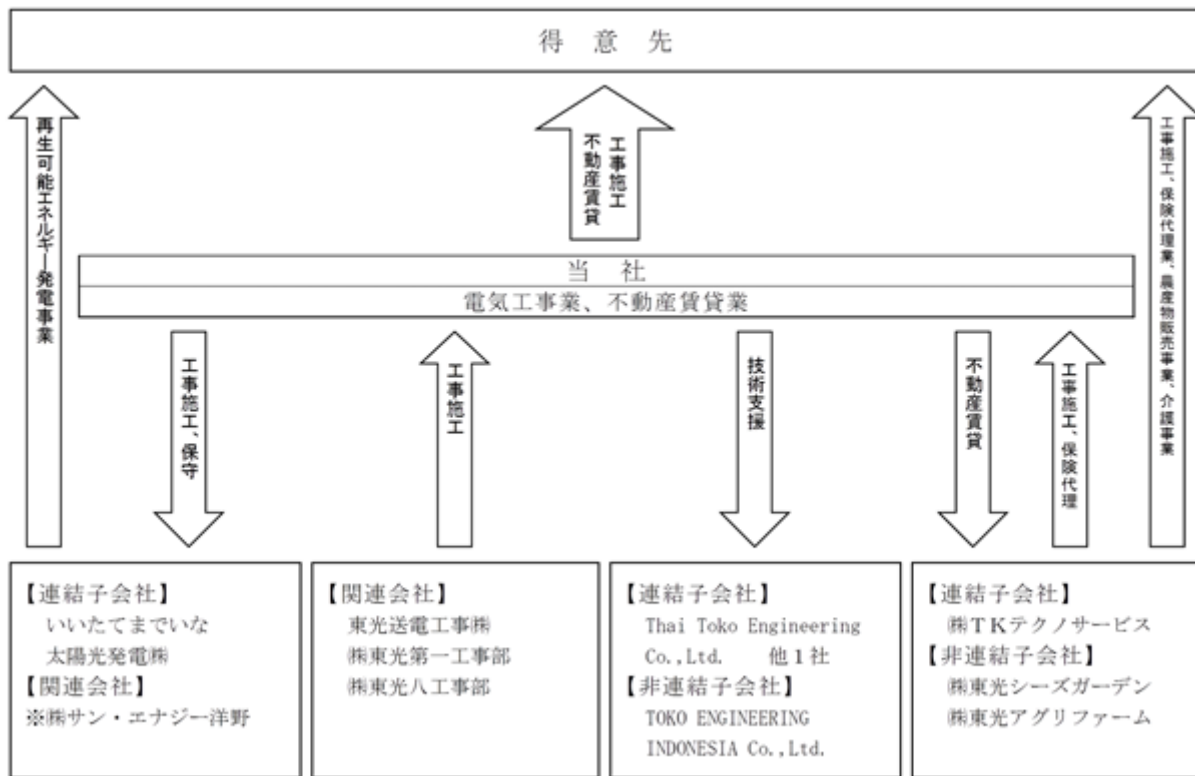 得意先
再生可能エネルギー発電事業
工事施工
不動産賃貸
工事施工、保険代理業、農産物販売事業、介護事業
当社
電気工事業、不動産賃貸業
工事施工、保守
工事施工
技術支援
不動産賃貸
工事施工、保険代理
【連結子会社】
いいたてまでいな
太陽光発電㈱
【関連会社】
※㈱サン・エナジー洋野
【関連会社】
東光送電工事㈱
㈱東光第一工事部
㈱東光八工事部
【連結子会社】
Thai Toko Engineering
Co.,Ltd. 他1社
【非連結子会社】
TOKO ENGINEERING
INDONESIA Co.,Ltd.
【連結子会社】
㈱ＴＫテクノサービス
【非連結子会社】
㈱東光シーズガーデン
㈱東光アグリファーム